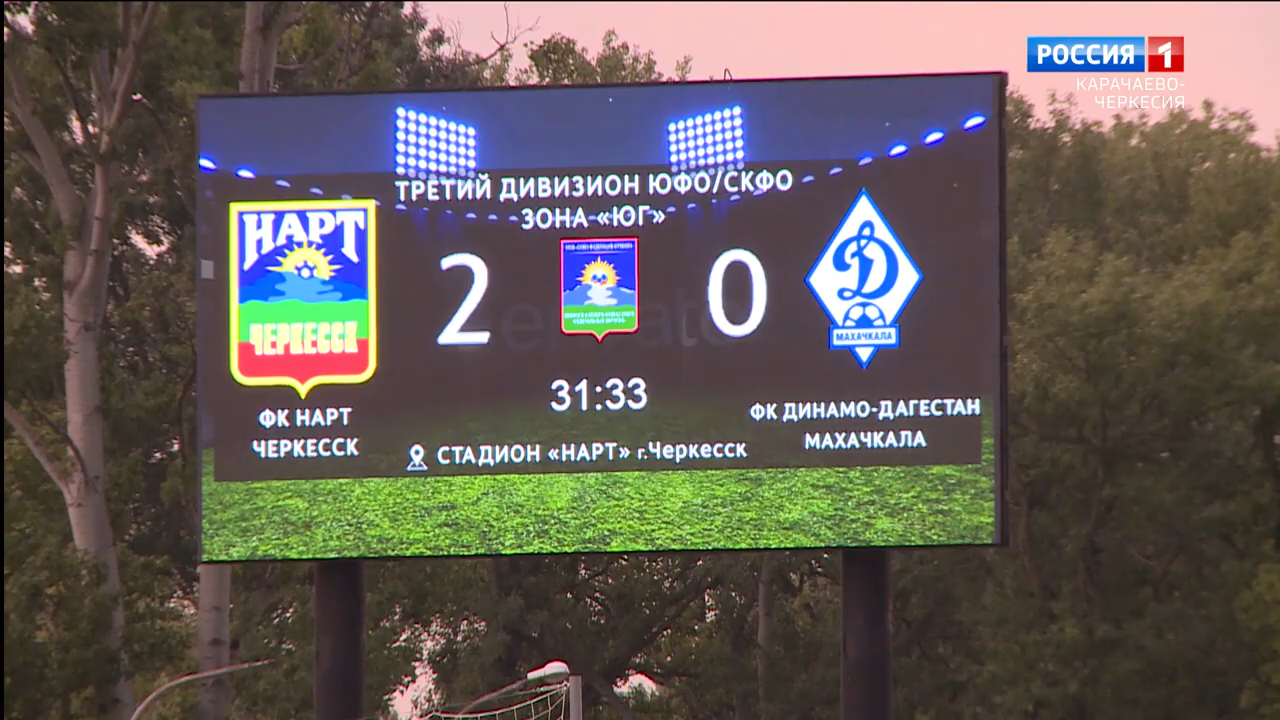 РОССИЯ 1
КАРАЧАЕВО-
ЧЕРКЕСИЯ
ТРЕТИЙ ДИВИЗИОН ЮФО/СКФО
ЗОНА «ЮГ»
НАРТ
ЧЕРКЕССК
2
0
Д
МАХАЧКАЛА
31:33
ФК НАРТ
ЧЕРКЕССК
ФК ДИНАМО-ДАГЕСТАН
МАХАЧКАЛА
СТАДИОН «НАРТ» г.Черкесск